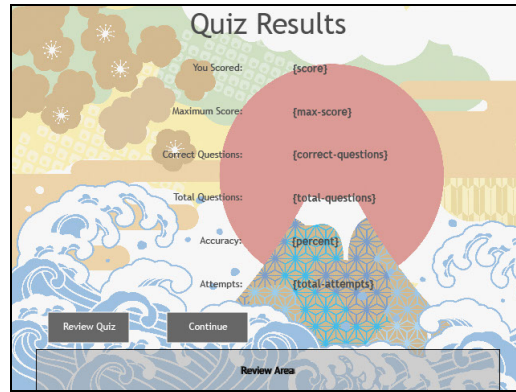 Quiz Results
You Scored: {score}
Maximum Score: {max-score}
Correct Questions: {correct-questions}
Total Questions: {total-questions}
Accuracy: {percent}
Attempts: {total-attempts}
Review Quiz Continue
Review Area